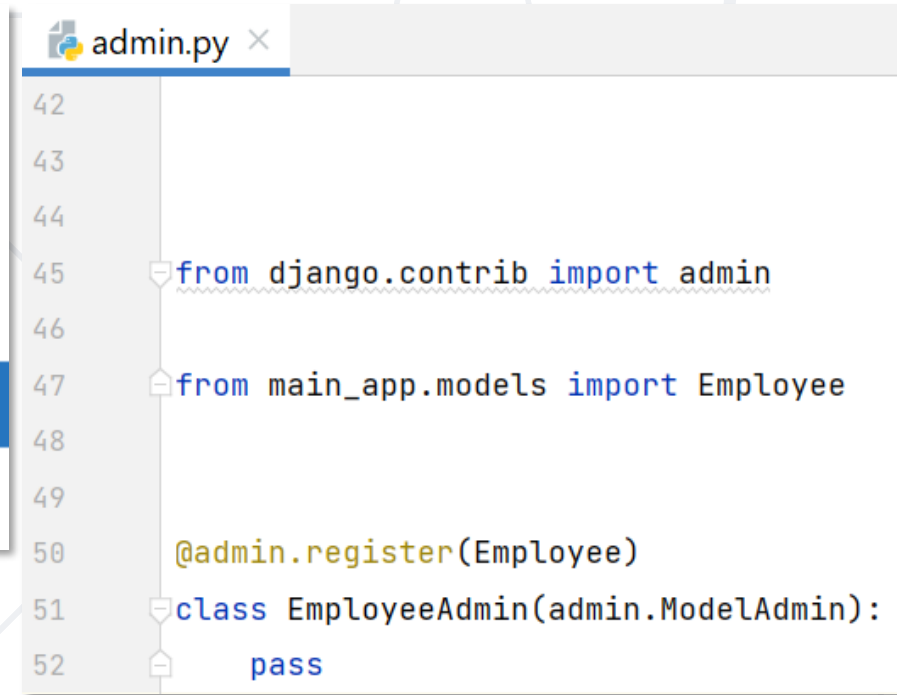 admin.py
42
43
44
45 from django.contrib import admin
46
47 from main_app.models import Employee
48
49
50 @admin.register(Employee)
51 class EmployeeAdmin(admin.ModelAdmin):
52     pass